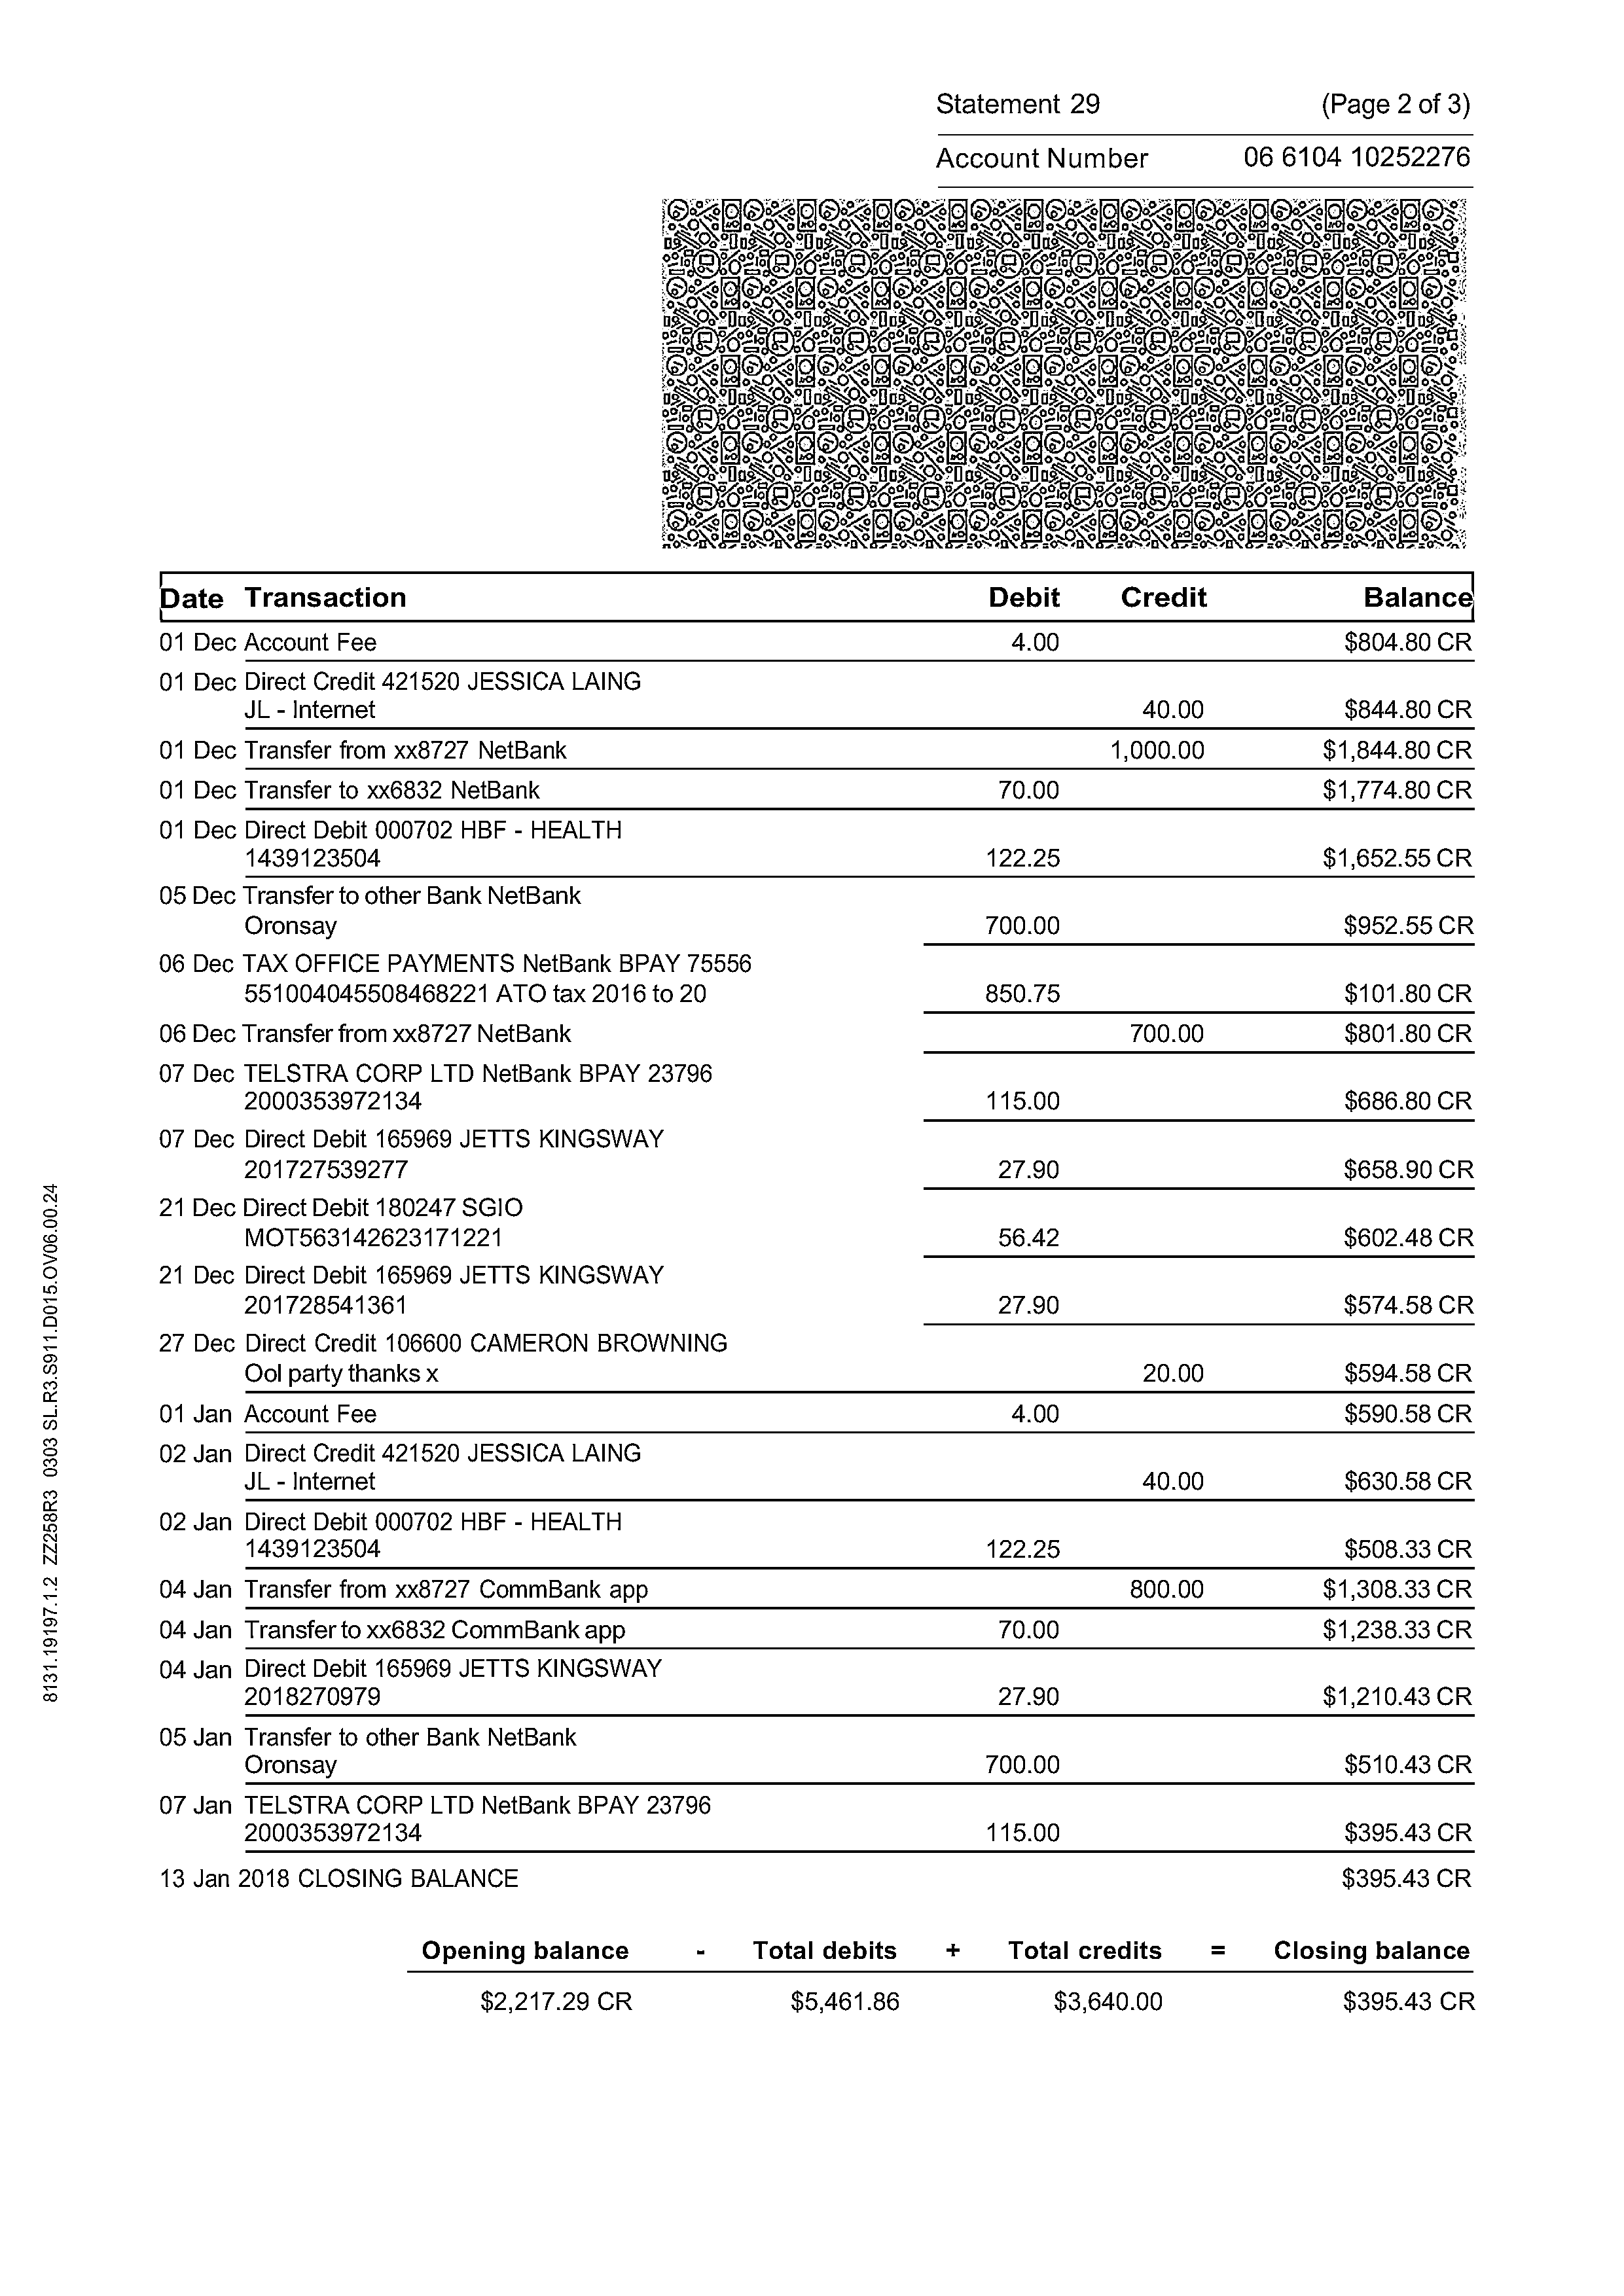 Statement 29 (Page 2 of 3)
Account Number 06 6104 10252276
Date Transaction Debit Credit Balance
01 Dec Account Fee 4.00 $804.80 CR
01 Dec Direct Credit 421520 JESSICA LAING
JL - Internet 40.00 $844.80 CR
01 Dec Transfer from xx8727 NetBank 1,000.00 $1,844.80 CR
01 Dec Transfer to xx6832 NetBank 70.00 $1,774.80 CR
01 Dec Direct Debit 000702 HBF - HEALTH
1439123504 122.25 $1,652.55 CR
05 Dec Transfer to other Bank NetBank
Oronsay 700.00 $952.55 CR
06 Dec TAX OFFICE PAYMENTS NetBank BPAY 75556
551004045508468221 ATO tax 2016 to 20 850.75 $101.80 CR
06 Dec Transfer from xx8727 NetBank 700.00 $801.80 CR
07 Dec TELSTRA CORP LTD NetBank BPAY 23796
2000353972134 115.00 $686.80 CR
07 Dec Direct Debit 165969 JETTS KINGSWAY
201727539277 27.90 $658.90 CR
21 Dec Direct Debit 180247 SGIO
MOT563142623171221 56.42 $602.48 CR
21 Dec Direct Debit 165969 JETTS KINGSWAY
201728541361 27.90 $574.58 CR
27 Dec Direct Credit 106600 CAMERON BROWNING
Ool party thanks x 20.00 $594.58 CR
01 Jan Account Fee 4.00 $590.58 CR
02 Jan Direct Credit 421520 JESSICA LAING
JL - Internet 40.00 $630.58 CR
02 Jan Direct Debit 000702 HBF - HEALTH
1439123504 122.25 $508.33 CR
04 Jan Transfer from xx8727 CommBank app 800.00 $1,308.33 CR
04 Jan Transfer to xx6832 CommBank app 70.00 $1,238.33 CR
04 Jan Direct Debit 165969 JETTS KINGSWAY
2018270979 27.90 $1,210.43 CR
05 Jan Transfer to other Bank NetBank
Oronsay 700.00 $510.43 CR
07 Jan TELSTRA CORP LTD NetBank BPAY 23796
2000353972134 115.00 $395.43 CR
13 Jan 2018 CLOSING BALANCE $395.43 CR
Opening balance - Total debits + Total credits = Closing balance
$2,217.29 CR $5,461.86 $3,640.00 $395.43 CR
8131.19197.1.2 ZZ258R3 0303 SL.R3.S911.D015.OV06.00.24